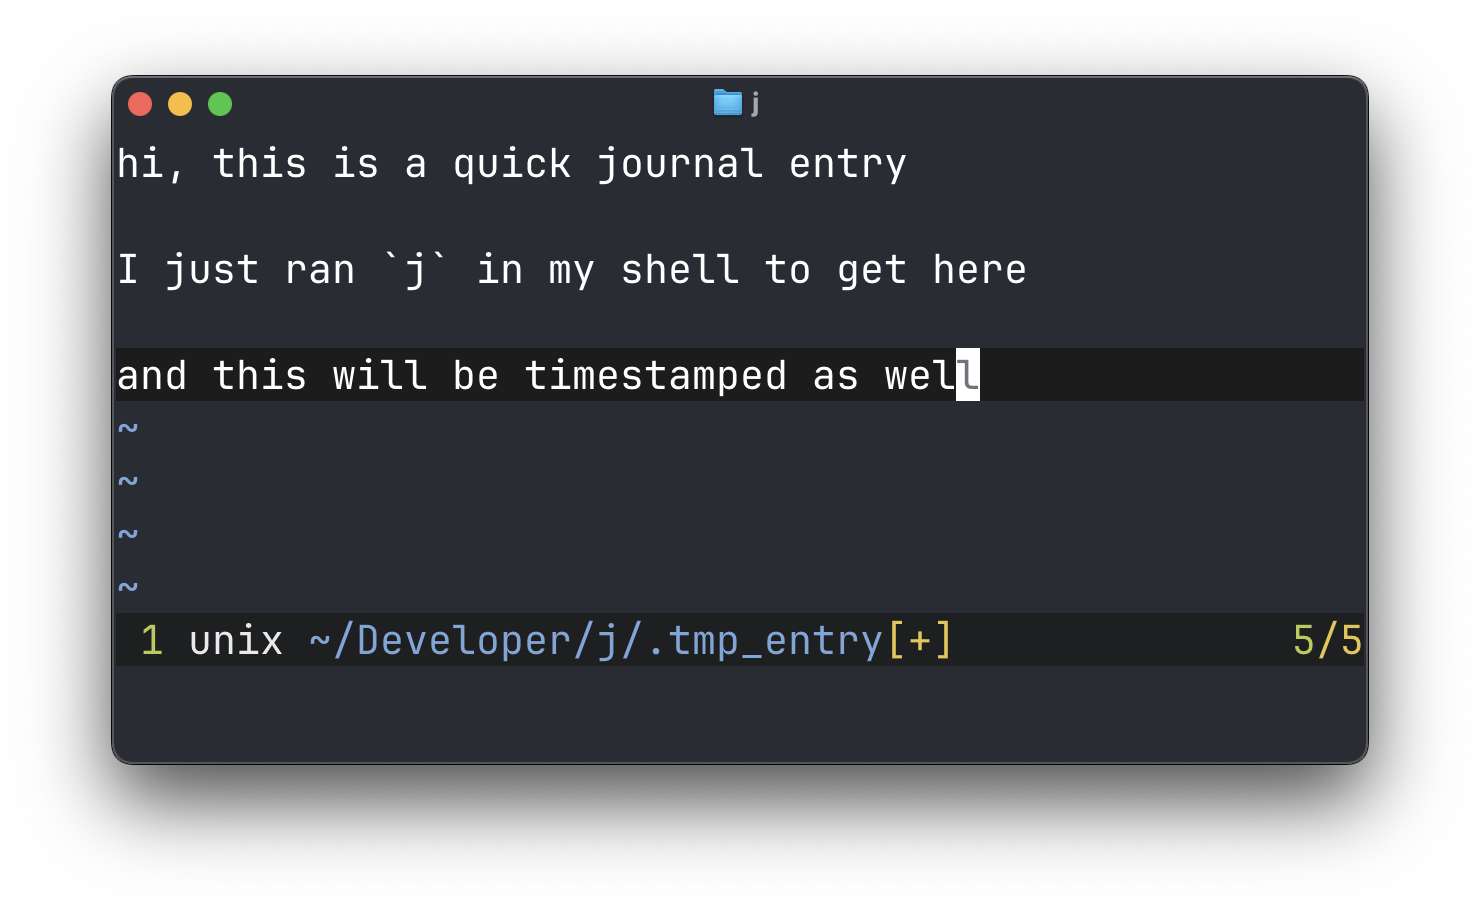 j
hi, this is a quick journal entry
I just ran `j` in my shell to get here
and this will be timestamped as well
~
~
~
~
1 unix ~/Developer/j/.tmp_entry[+] 5/5